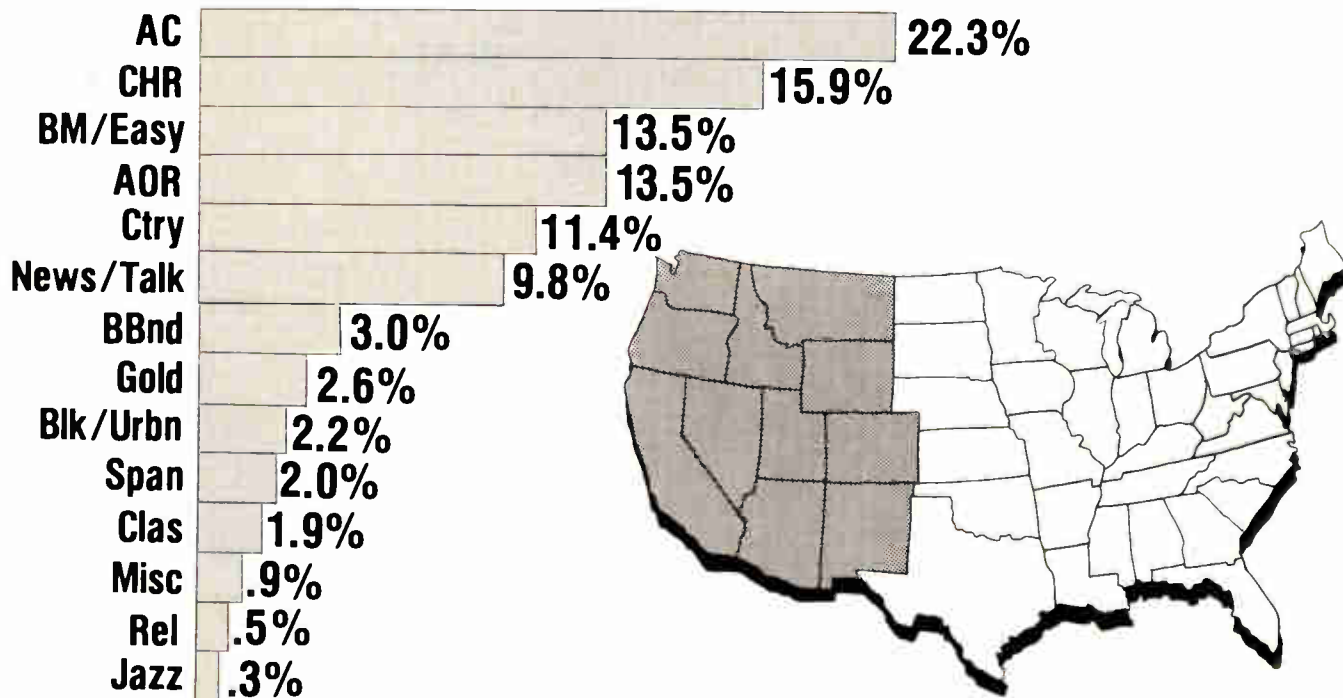 AC 22.3%
CHR 15.9%
BM/Easy 13.5%
AOR 13.5%
Ctry 11.4%
News/Talk 9.8%
BBnd 3.0%
Gold 2.6%
Blk/Urbn 2.2%
Span 2.0%
Clas 1.9%
Misc .9%
Rel .5%
Jazz .3%